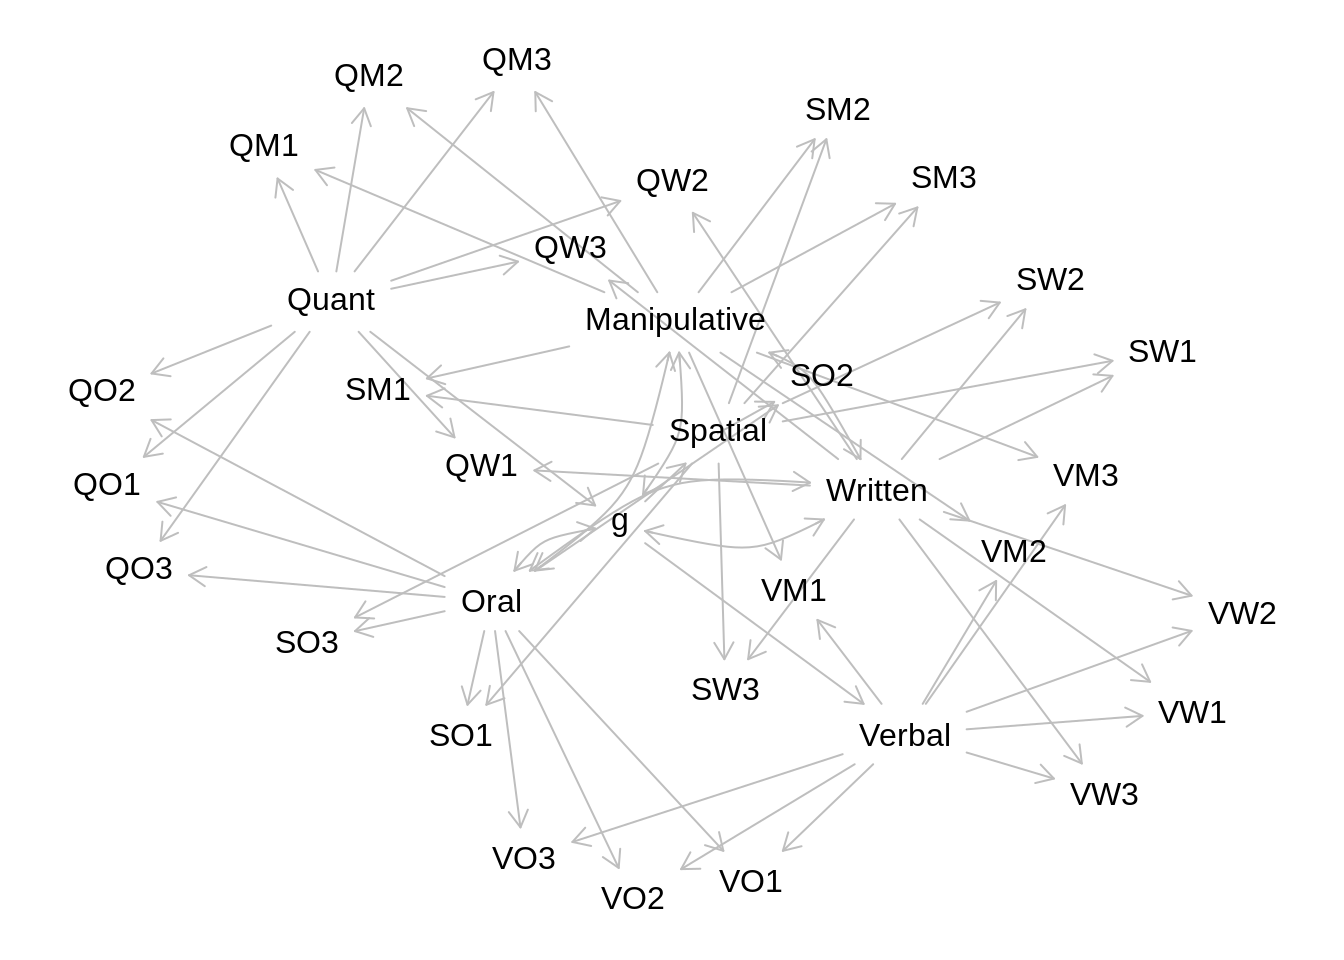 QM3
QM2
SM2
QM1
SM3
QW2
QW3
SW2
Quant
Manipulative
SW1
SO2
QO2
SM1
Spatial
QW1
VM3
QO1
Written
g
VM2
QO3
VM1
Oral
VW2
SO3
SW3
VW1
SO1
Verbal
VW3
VO3
VO1
VO2